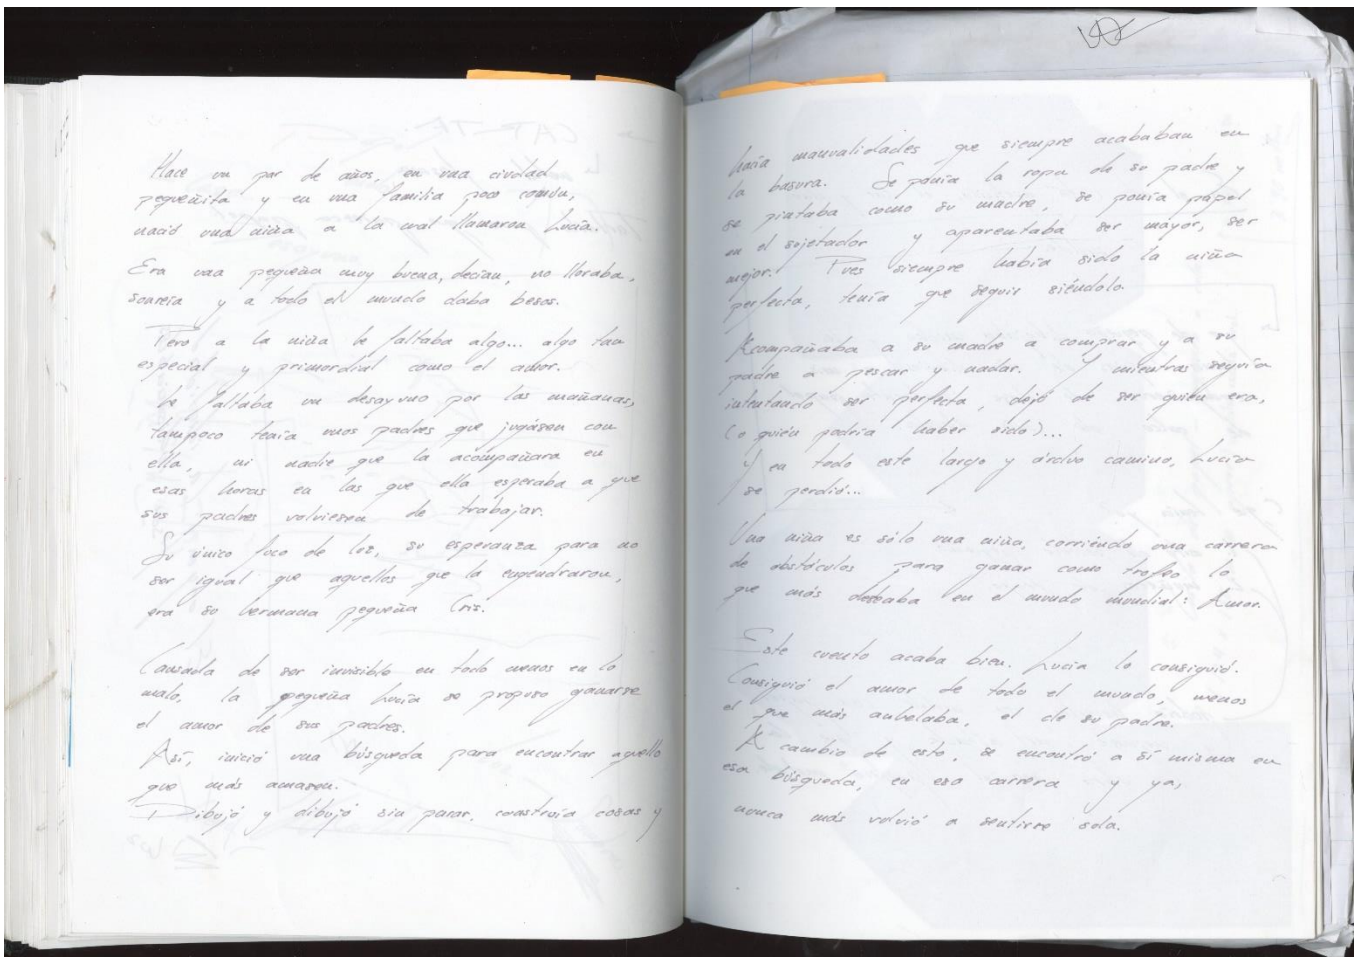 Hace un par de años, en una ciudad
pequeñita y en una familia poco común,
nació una niña a la cual llamaron Lucía.
Era una pequeña muy buena, decían, no lloraba,
sonreía y a todo el mundo daba besos.
Pero a la niña le faltaba algo... algo tan
especial y primordial como el amor.
Le faltaba un desayuno por las mañanas,
tampoco tenía unos padres que jugásen con
ella, ni nadie que la acompañara en
esas horas en las que ella esperaba a que
sus padres volviesen de trabajar.
Su único foco de luz, su esperanza para no
ser igual que aquellos que la engendraron,
era su hermana pequeña Cris.
Cansada de ser invisible en todo menos en lo
malo, la pequeña Lucía se propuso ganarse
el amor de sus padres.
Así, inició una búsqueda para encontrar aquello
que más amasen.
Dibujó y dibujó sin parar, construía cosas y
hacía manualidades que siempre acababan en
la basura. Se ponía la ropa de su padre y
se pintaba como su madre, se ponía papel
en el sujetador y aparentaba ser mayor, ser
mejor. Pues siempre había sido la niña
perfecta, tenía que seguir siéndolo.
Acompañaba a su madre a comprar y a su
padre a pescar y nadar. Y mientras seguía
intentando ser perfecta, dejó de ser quién era,
(o quién podría haber sido)...
Y en todo este largo y árduo camino, Lucía
se perdió...
Una niña es sólo una niña, corriendo una carrera
de obstáculos para ganar como trofeo lo
que más deseaba en el mundo mundial: Amor.
Este cuento acaba bien. Lucía lo consiguió.
Consiguió el amor de todo el mundo, menos
el que más anhelaba, el de su padre.
A cambio de esto, se encontró a sí misma en
esa búsqueda, en eso carrera y ya,
nunca más volvió a sentirse sola.